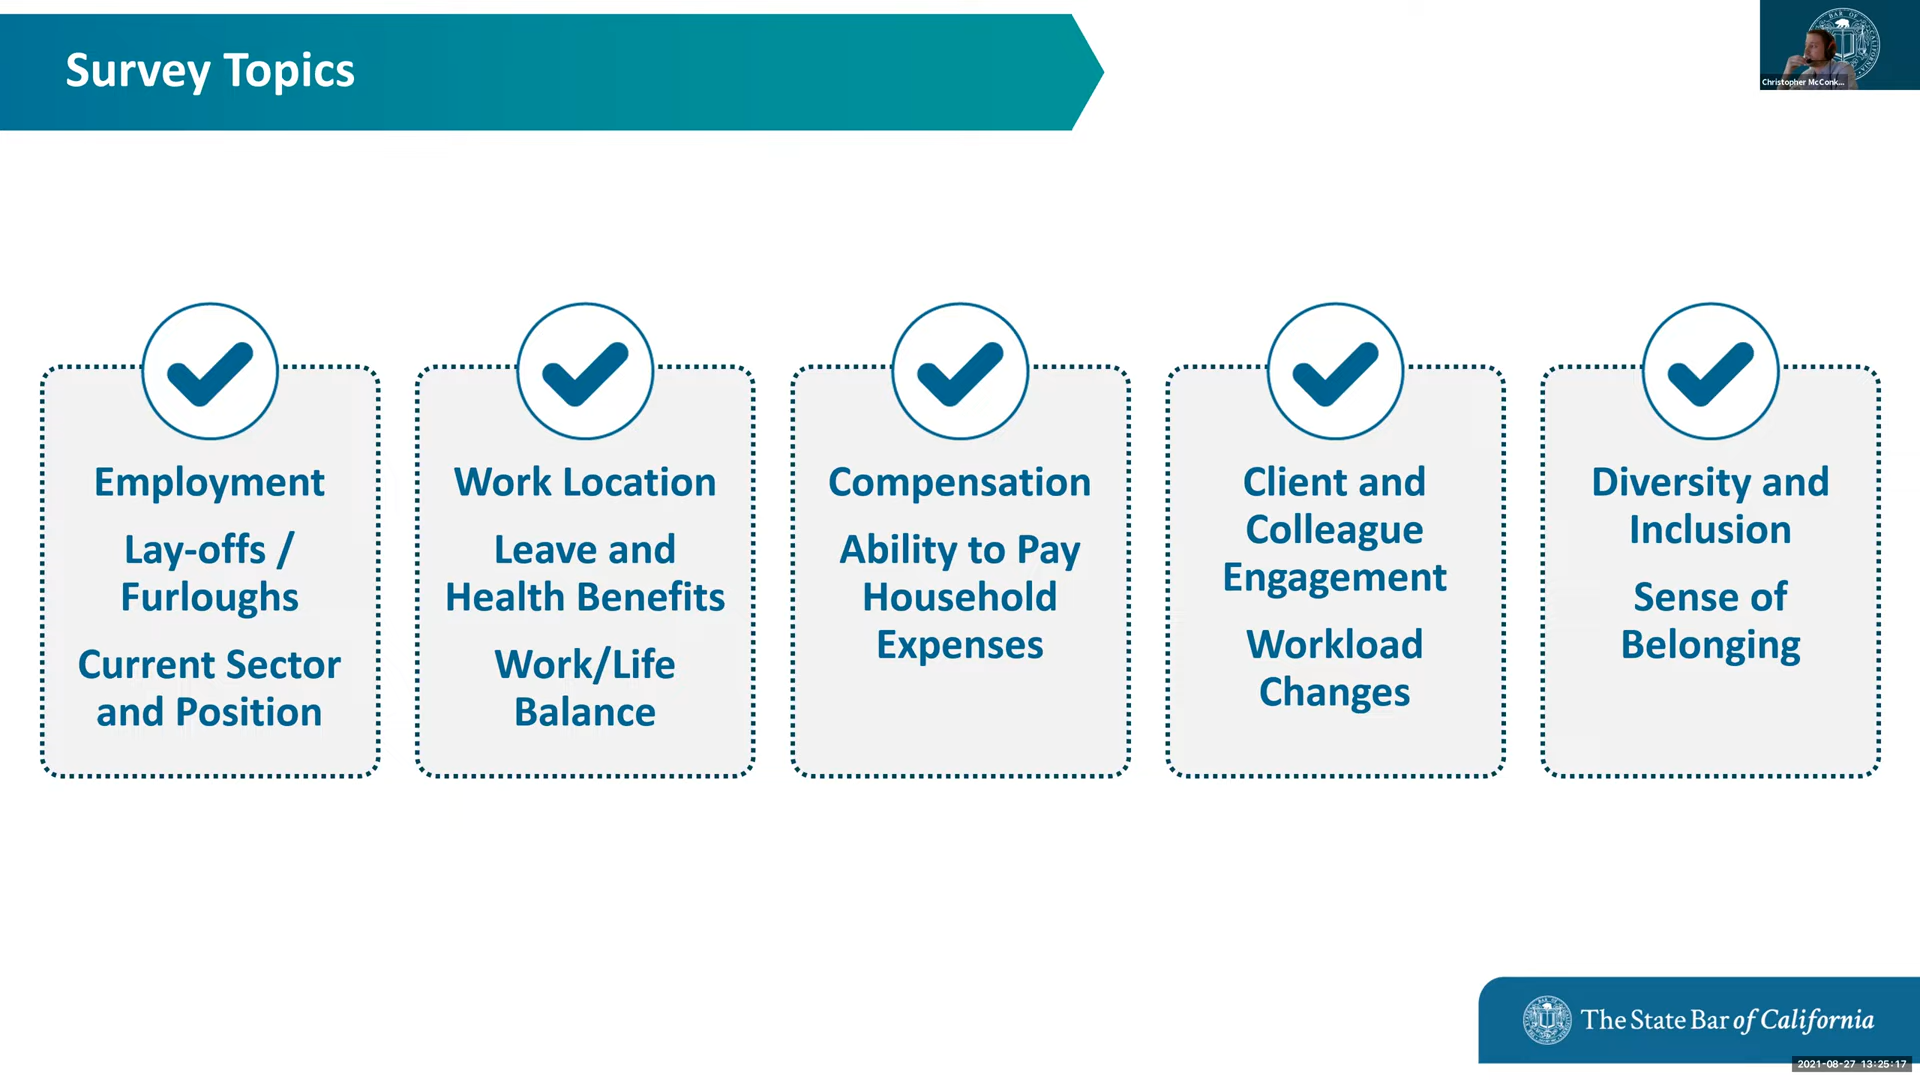 Survey Topics
Christopher McConk...
Employment
Lay-offs /
Furloughs
Current Sector
and Position
Work Location
Leave and
Health Benefits
Work/Life
Balance
Compensation
Ability to Pay
Household
Expenses
Client and
Colleague
Engagement
Workload
Changes
Diversity and
Inclusion
Sense of
Belonging
The State Bar of California
2021-08-27 13:25:17